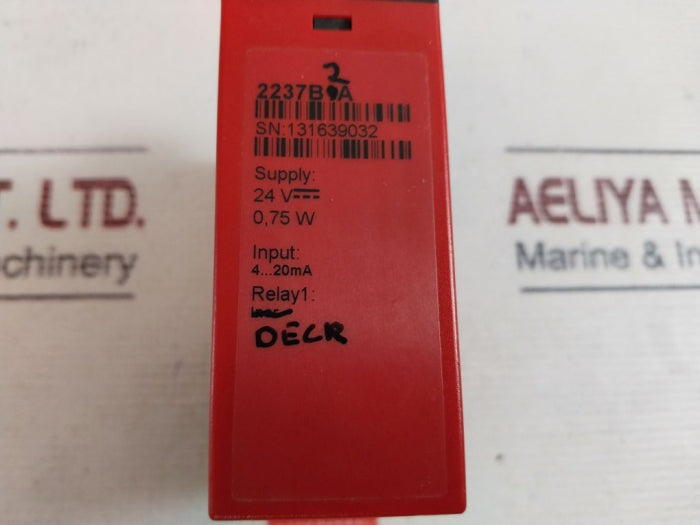 2
2237B A
SN:131639032
Supply:
24 V
0,75 W
Input:
4...20mA
Relay1:
DECR
T. LTD.
chinery
AELIYA M
Marine & In